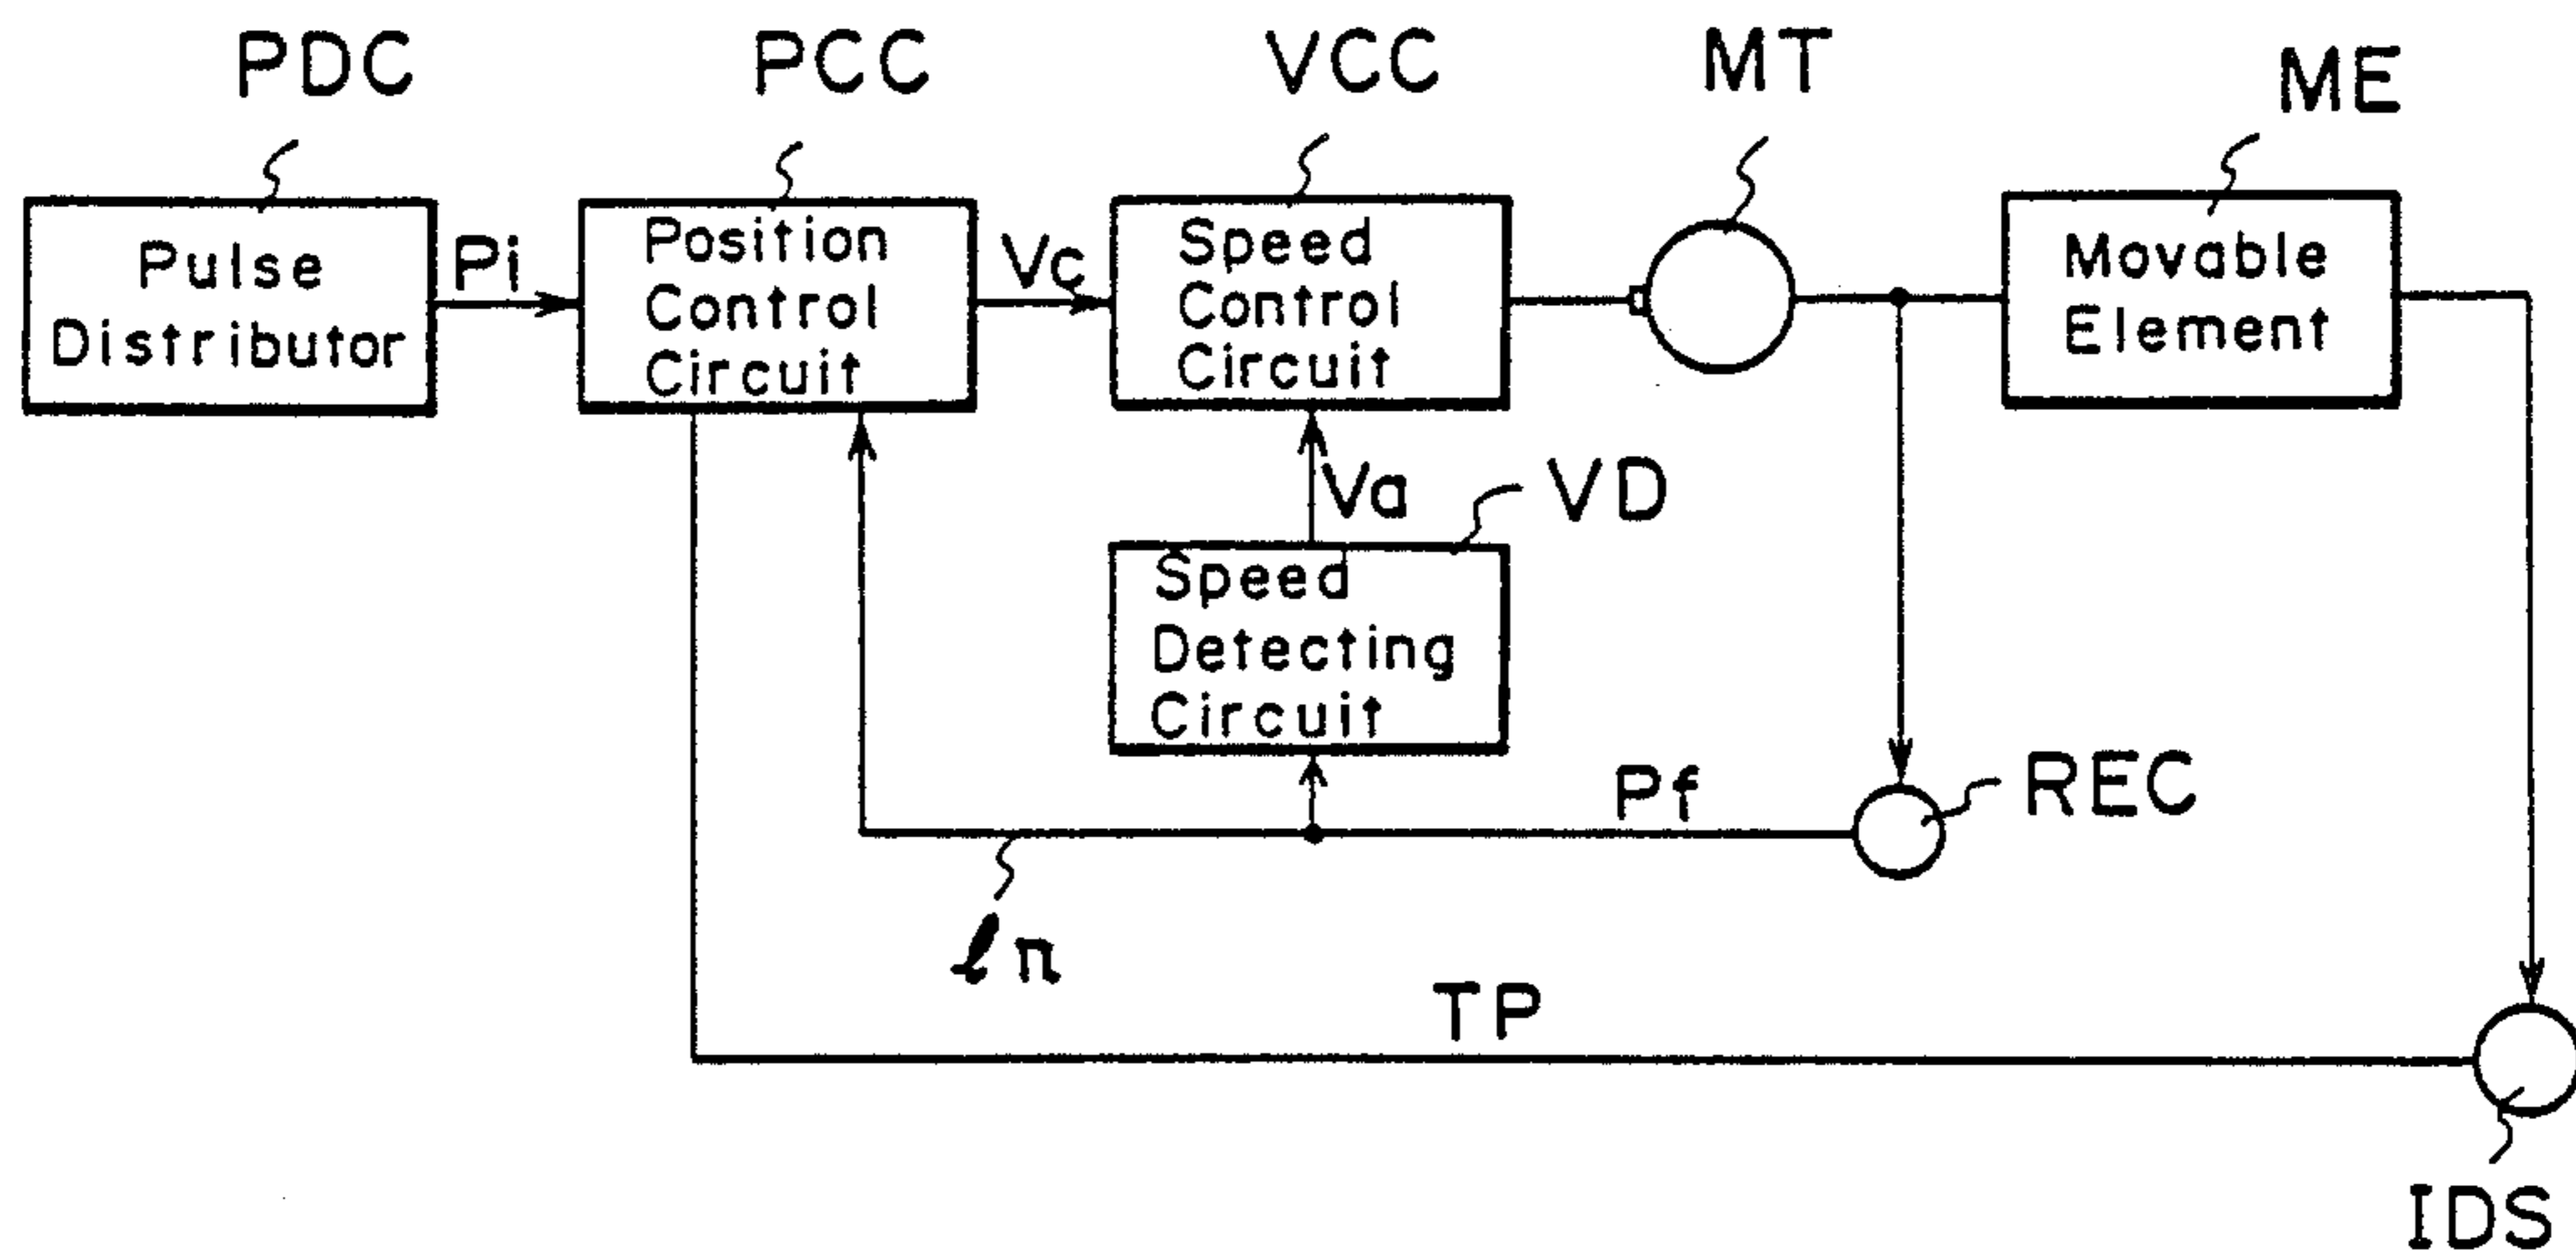 PDC
PCC
VCC
MT
ME
Pulse
Distributor
Pi
Position
Control
Circuit
Vc
Speed
Control
Circuit
Movable
Element
Va
VD
Speed
Detecting
Circuit
Pf
REC
ℓn
TP
IDS